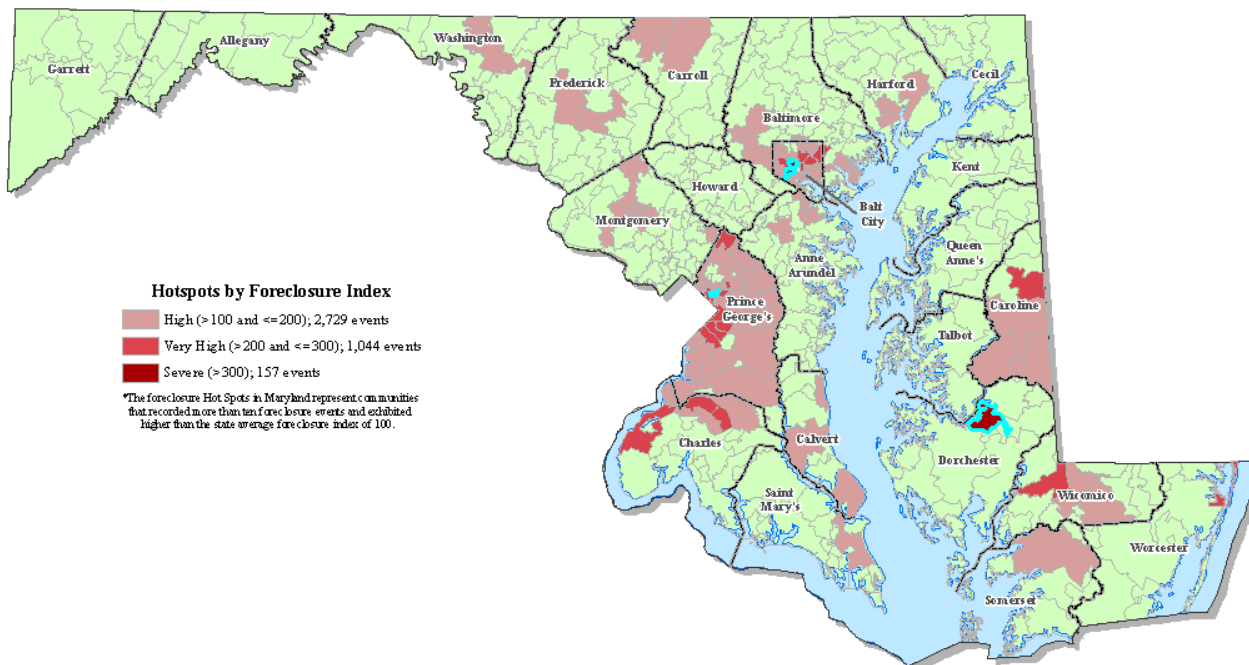 Allegany
Washington
Garrett
Frederick
Carroll
Harford
Cecil
Baltimore
Kent
Howard
Balt
City
Montgomery
Queen
Anne's
Anne
Arundel
Hotspots by Foreclosure Index
High (>100 and <=200); 2,729 events
Very High (>200 and <=300); 1,044 events
Severe (>300); 157 events
*The foreclosure Hot Spots in Maryland represent communities
that recorded more than ten foreclosure events and exhibited
higher than the state average foreclosure index of 100.
Prince
George's
Caroline
Talbot
Charles
Calvert
Dorchester
Saint
Mary's
Wicomico
Worcester
Somerset